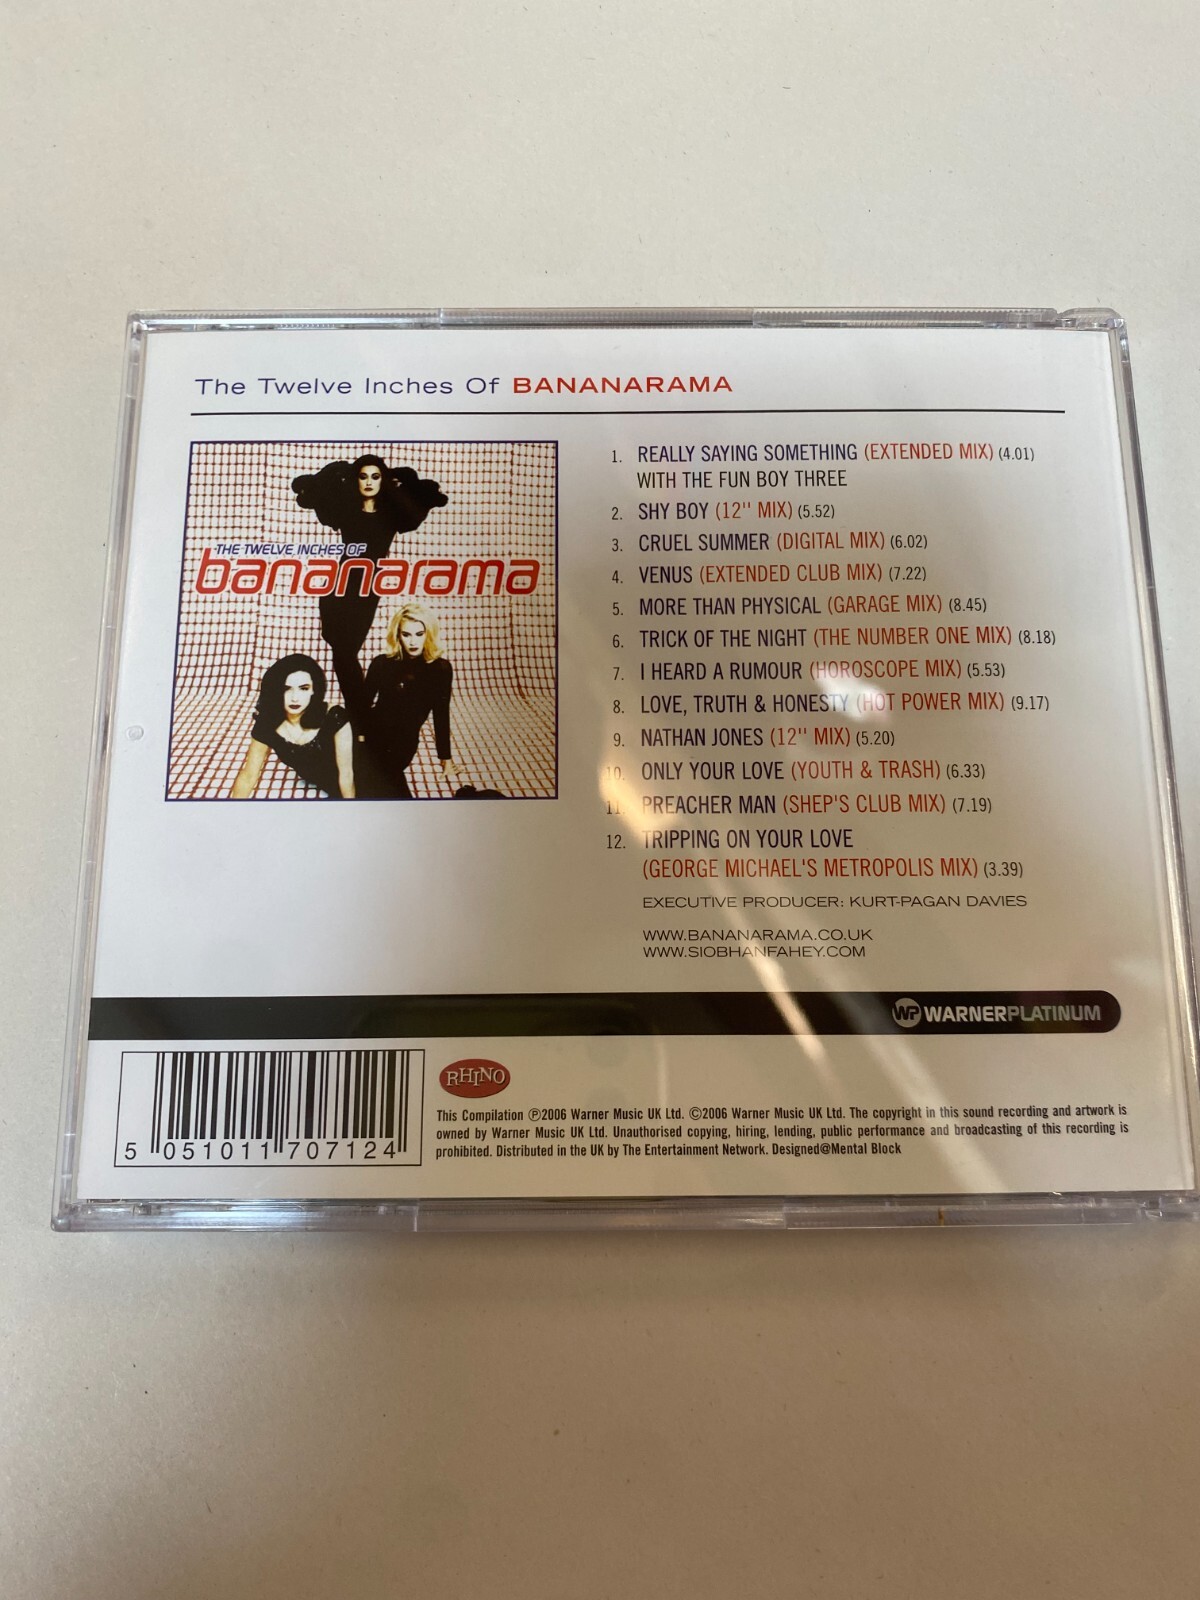 The Twelve Inches Of BANANARAMA
THE TWELVE INCHES OF
bananarama
1. REALLY SAYING SOMETHING (EXTENDED MIX) (4.01)
WITH THE FUN BOY THREE
2. SHY BOY (12'' MIX) (5.52)
3. CRUEL SUMMER (DIGITAL MIX) (6.02)
4. VENUS (EXTENDED CLUB MIX) (7.22)
5. MORE THAN PHYSICAL (GARAGE MIX) (8.45)
6. TRICK OF THE NIGHT (THE NUMBER ONE MIX) (8.18)
7. I HEARD A RUMOUR (HOROSCOPE MIX) (5.53)
8. LOVE, TRUTH & HONESTY (HOT POWER MIX) (9.17)
9. NATHAN JONES (12'' MIX) (5.20)
10. ONLY YOUR LOVE (YOUTH & TRASH) (6.33)
11. PREACHER MAN (SHEP'S CLUB MIX) (7.19)
12. TRIPPING ON YOUR LOVE
(GEORGE MICHAEL'S METROPOLIS MIX) (3.39)
EXECUTIVE PRODUCER: KURT-PAGAN DAVIES
WWW.BANANARAMA.CO.UK
WWW.SIOBHANFAHEY.COM
WP WARNERPLATINUM
RHINO
This Compilation ℗2006 Warner Music UK Ltd. ©2006 Warner Music UK Ltd. The copyright in this sound recording and artwork is
owned by Warner Music UK Ltd. Unauthorised copying, hiring, lending, public performance and broadcasting of this recording is
prohibited. Distributed in the UK by The Entertainment Network. Designed@Mental Block
5 051011 707124